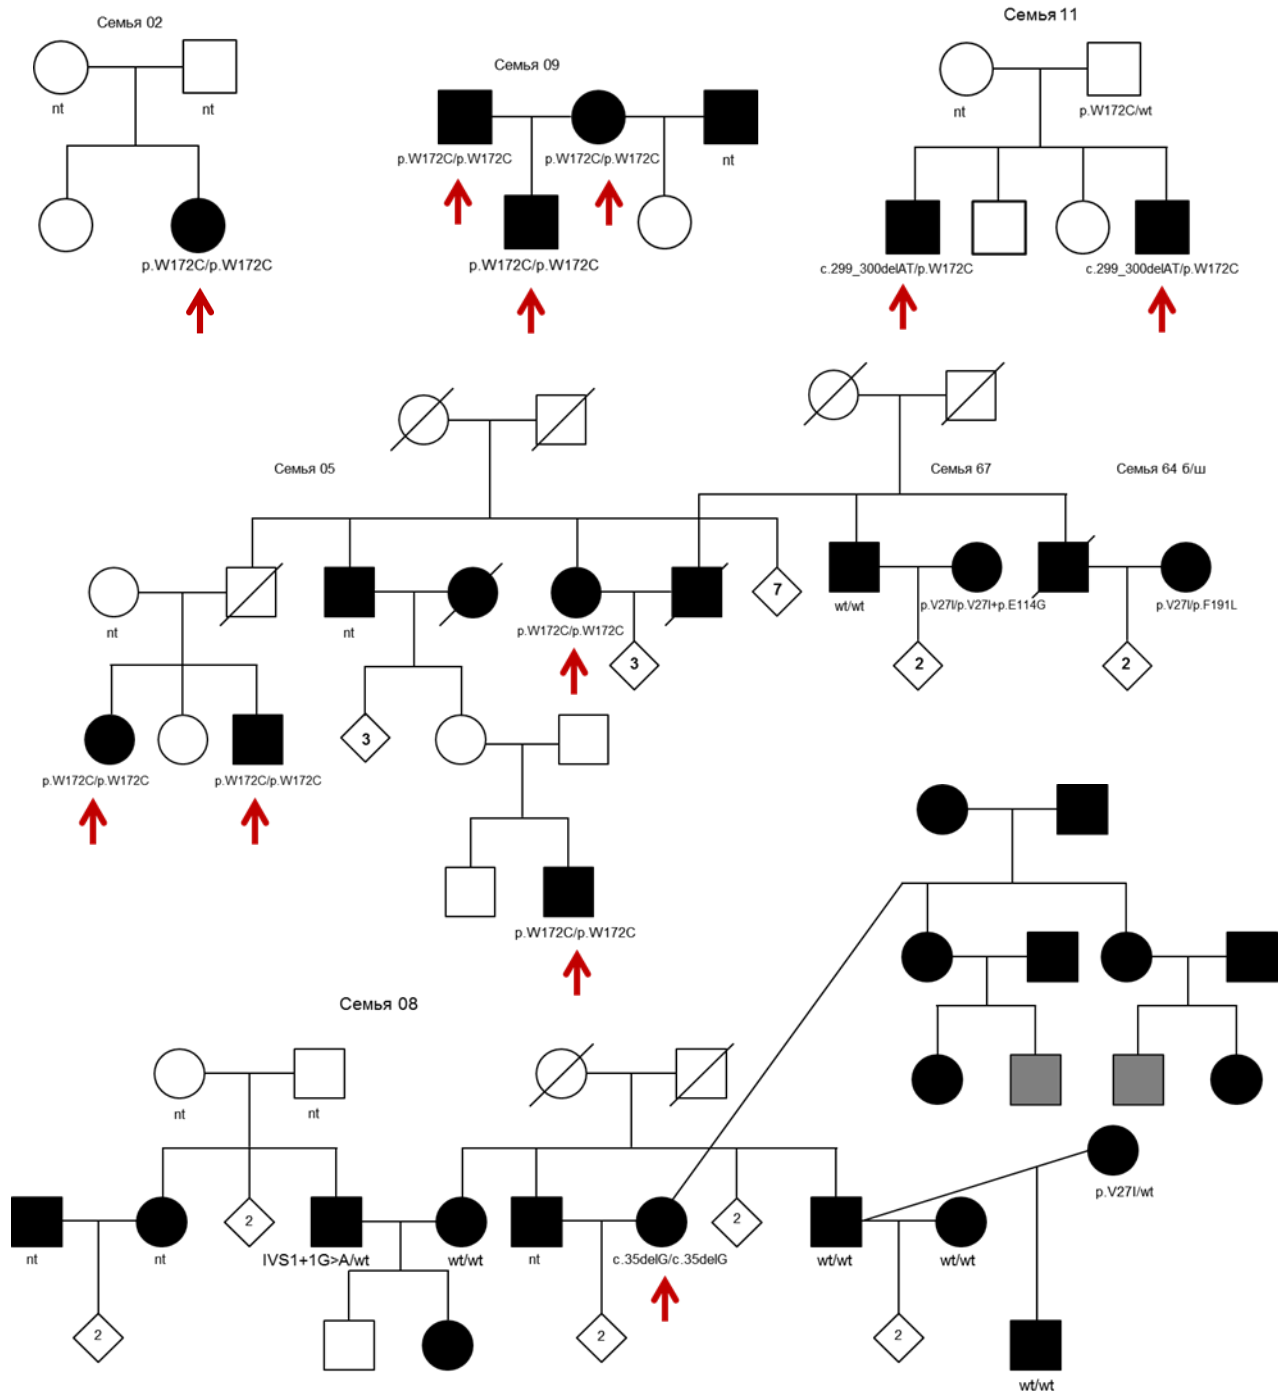 Семья 02
Семья 09
Семья 11
nt
nt
p.W172C/p.W172C
p.W172C/p.W172C
p.W172C/p.W172C
nt
p.W172C/p.W172C
nt
p.W172C/wt
c.299_300delAT/p.W172C
c.299_300delAT/p.W172C
Семья 05
Семья 67
Семья 64 б/ш
nt
nt
p.W172C/p.W172C
7
3
wt/wt
p.V27I/p.V27I+p.E114G
p.V27I/p.F191L
2
2
p.W172C/p.W172C
p.W172C/p.W172C
3
p.W172C/p.W172C
Семья 08
nt
nt
p.V27I/wt
nt
nt
2
IVS1+1G>A/wt
wt/wt
nt
c.35delG/c.35delG
2
wt/wt
wt/wt
2
2
2
wt/wt